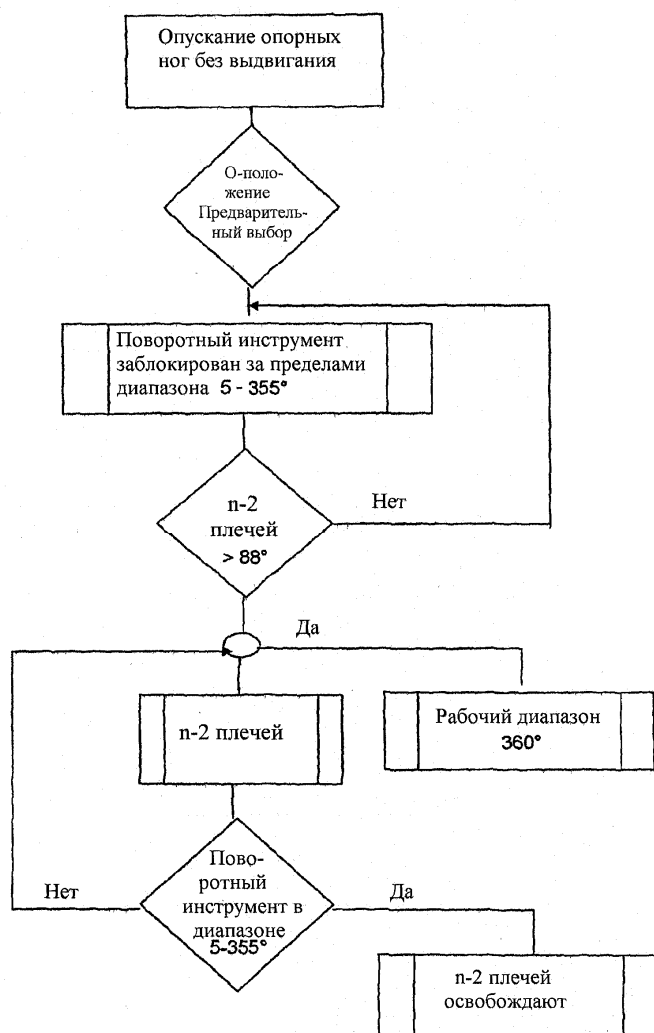 Опускание опорных
ног без выдвигания
О-поло-
жение
Предваритель-
ный выбор
Поворотный инструмент
заблокирован за пределами
диапазона 5 - 355°
n-2
плечей
> 88°
Нет
Да
n-2 плечей
Рабочий диапазон
360°
Пово-
ротный
инструмент в
диапазоне
5-355°
Нет
Да
n-2 плечей
освобождают